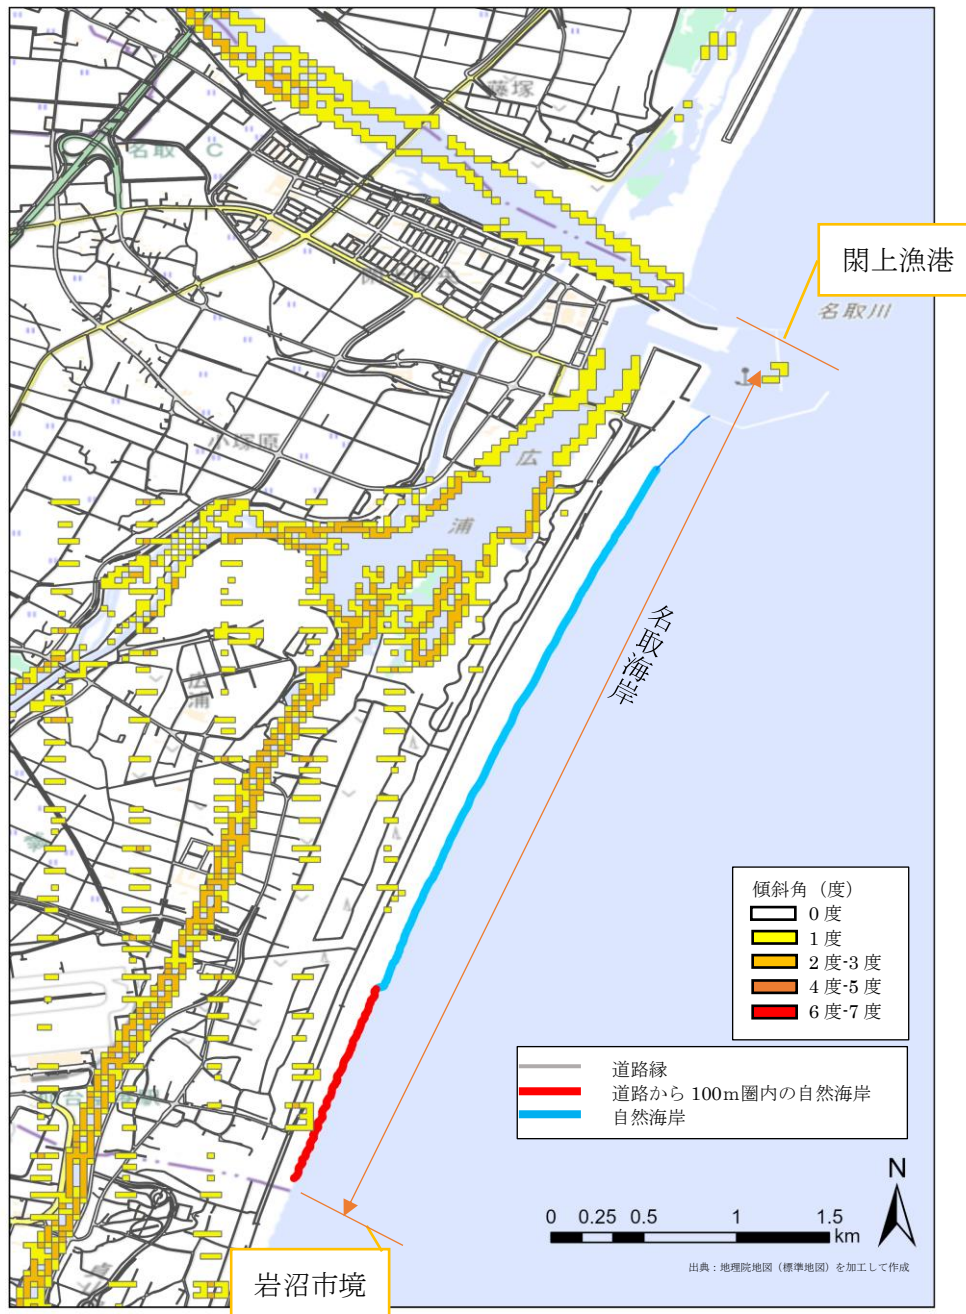 藤塚
名取 C
閖上漁港
名取川
小塚原
広
浦
名取海岸
広浦
傾斜角（度）
0 度
1 度
2 度-3 度
4 度-5 度
6 度-7 度
道路縁
道路から 100m圏内の自然海岸
自然海岸
N
0 0.25 0.5 1 1.5
km
出典：地理院地図（標準地図）を加工して作成
岩沼市境